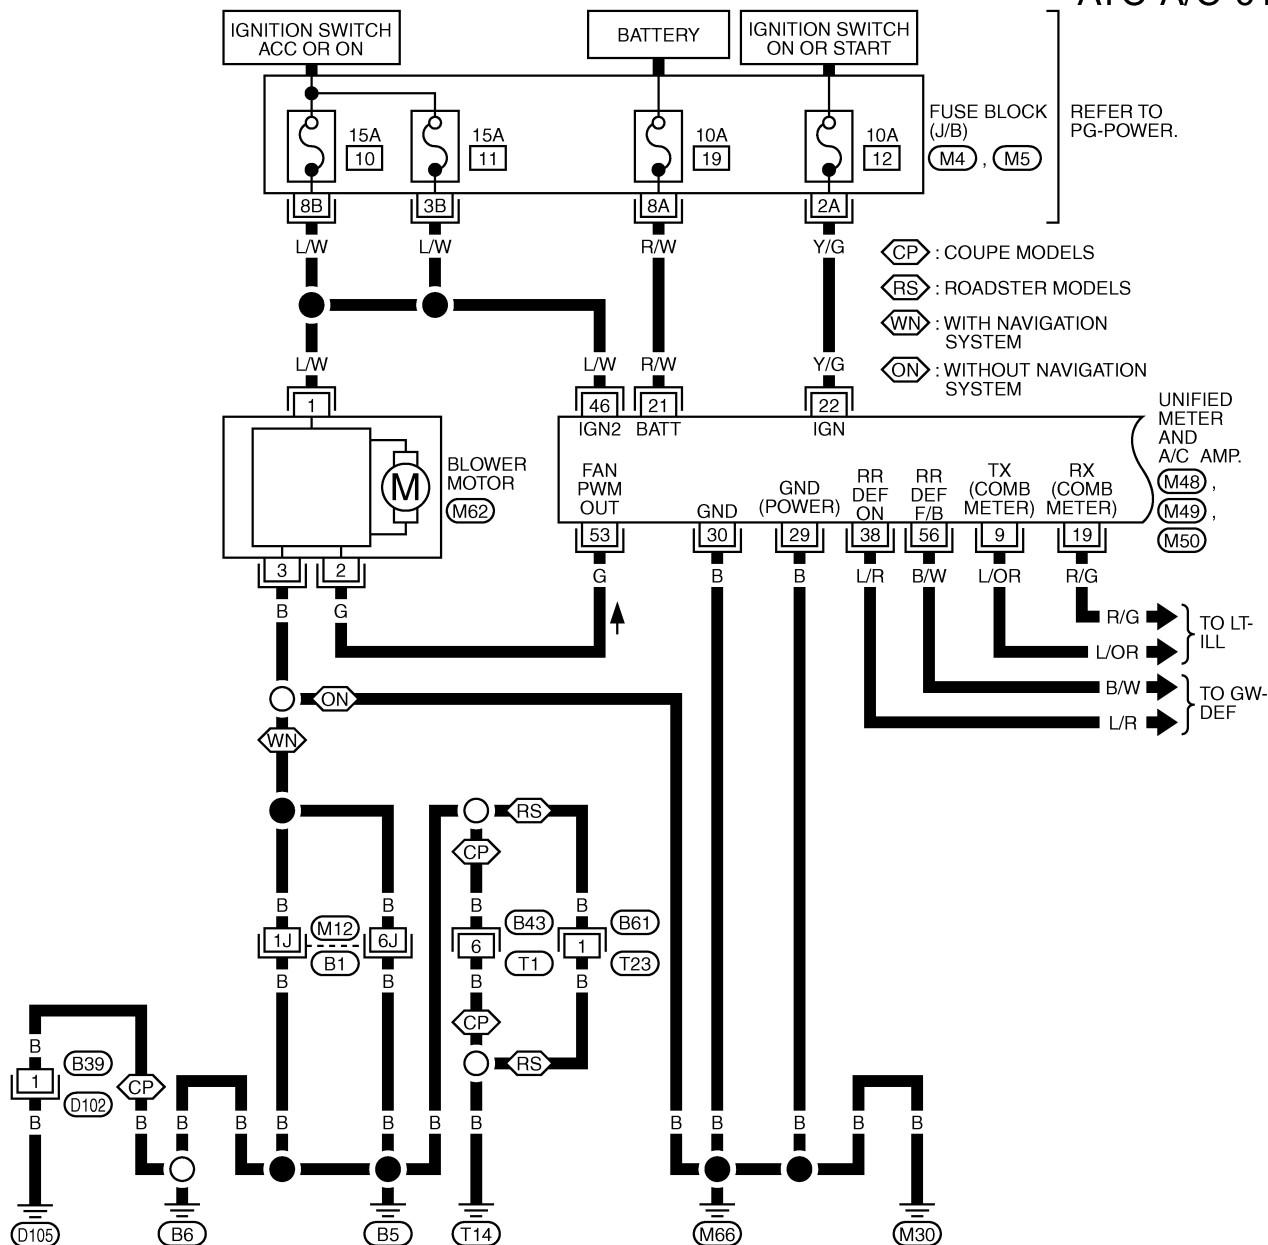 IGNITION SWITCH
ACC OR ON
BATTERY
IGNITION SWITCH
ON OR START
15A
10
15A
11
10A
19
10A
12
FUSE BLOCK
(J/B)
M4 , M5
REFER TO
PG-POWER.
8B 3B 8A 2A
L/W L/W R/W Y/G
CP : COUPE MODELS
RS : ROADSTER MODELS
WN : WITH NAVIGATION
SYSTEM
ON : WITHOUT NAVIGATION
SYSTEM
L/W L/W R/W Y/G
1 46 21 22
IGN2 BATT IGN
UNIFIED
METER
AND
A/C AMP.
M48 ,
M49 ,
M50
M
BLOWER
MOTOR
M62
FAN
PWM
OUT
GND
GND
(POWER)
RR
DEF
ON
RR
DEF
F/B
TX
(COMB
METER)
RX
(COMB
METER)
53 30 29 38 56 9 19
3 2
G B B L/R B/W L/OR R/G
B G
R/G
L/OR
TO LT-
ILL
B/W
L/R
TO GW-
DEF
ON
WN
RS
CP
B B B B
1J M12 6J
B1
6 B43
T1
1 B61
T23
B B B B
CP
RS
B
1 B39
D102
CP
B B B B B B B B B B B B B
D105 B6 B5 T14 M66 M30